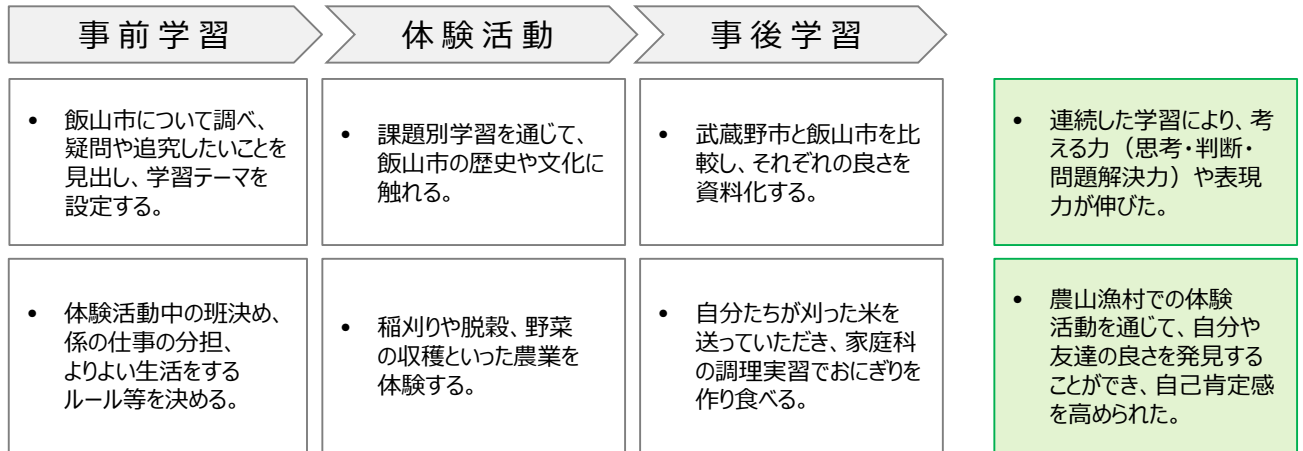 事前学習
体験活動
事後学習
• 飯山市について調べ、
疑問や追究したいことを
見出し、学習テーマを
設定する。
• 課題別学習を通じて、
飯山市の歴史や文化に
触れる。
• 武蔵野市と飯山市を比
較し、それぞれの良さを
資料化する。
• 連続した学習により、考
える力（思考・判断・
問題解決力）や表現
力が伸びた。
• 体験活動中の班決め、
係の仕事の分担、
よりよい生活をする
ルール等を決める。
• 稲刈りや脱穀、野菜
の収穫といった農業を
体験する。
• 自分たちが刈った米を
送っていただき、家庭科
の調理実習でおにぎりを
作り食べる。
• 農山漁村での体験
活動を通じて、自分や
友達の良さを発見する
ことができ、自己肯定感
を高められた。